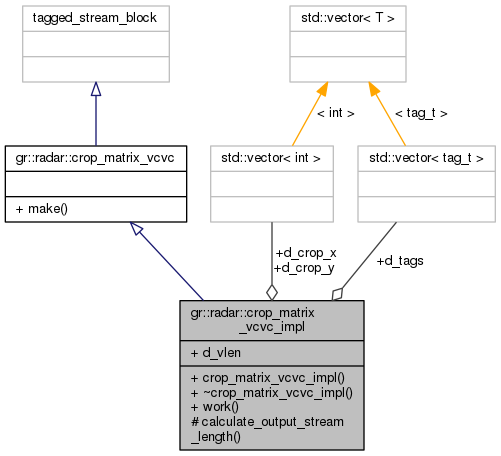 tagged_stream_block
std::vector< T >
< int >
< tag_t >
gr::radar::crop_matrix_vcvc
+ make()
std::vector< int >
std::vector< tag_t >
+d_crop_x
+d_crop_y
+d_tags
gr::radar::crop_matrix
_vcvc_impl
+ d_vlen
+ crop_matrix_vcvc_impl()
+ ~crop_matrix_vcvc_impl()
+ work()
# calculate_output_stream
_length()